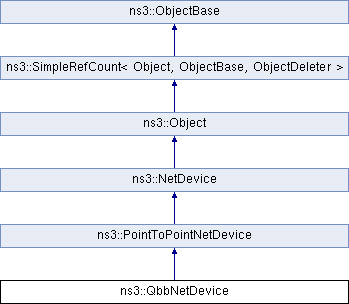 ns3::ObjectBase
ns3::SimpleRefCount< Object, ObjectBase, ObjectDeleter >
ns3::Object
ns3::NetDevice
ns3::PointToPointNetDevice
ns3::QbbNetDevice